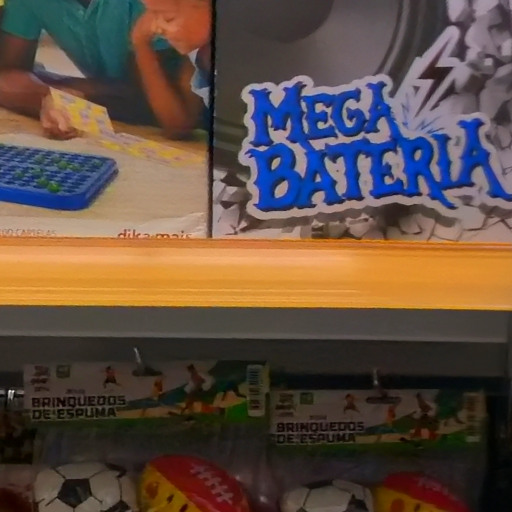 MEGA
BATERIA
dika mais
BRINQUEDOS
DE ESPUMA
BRINQUEDOS
DE ESPUMA